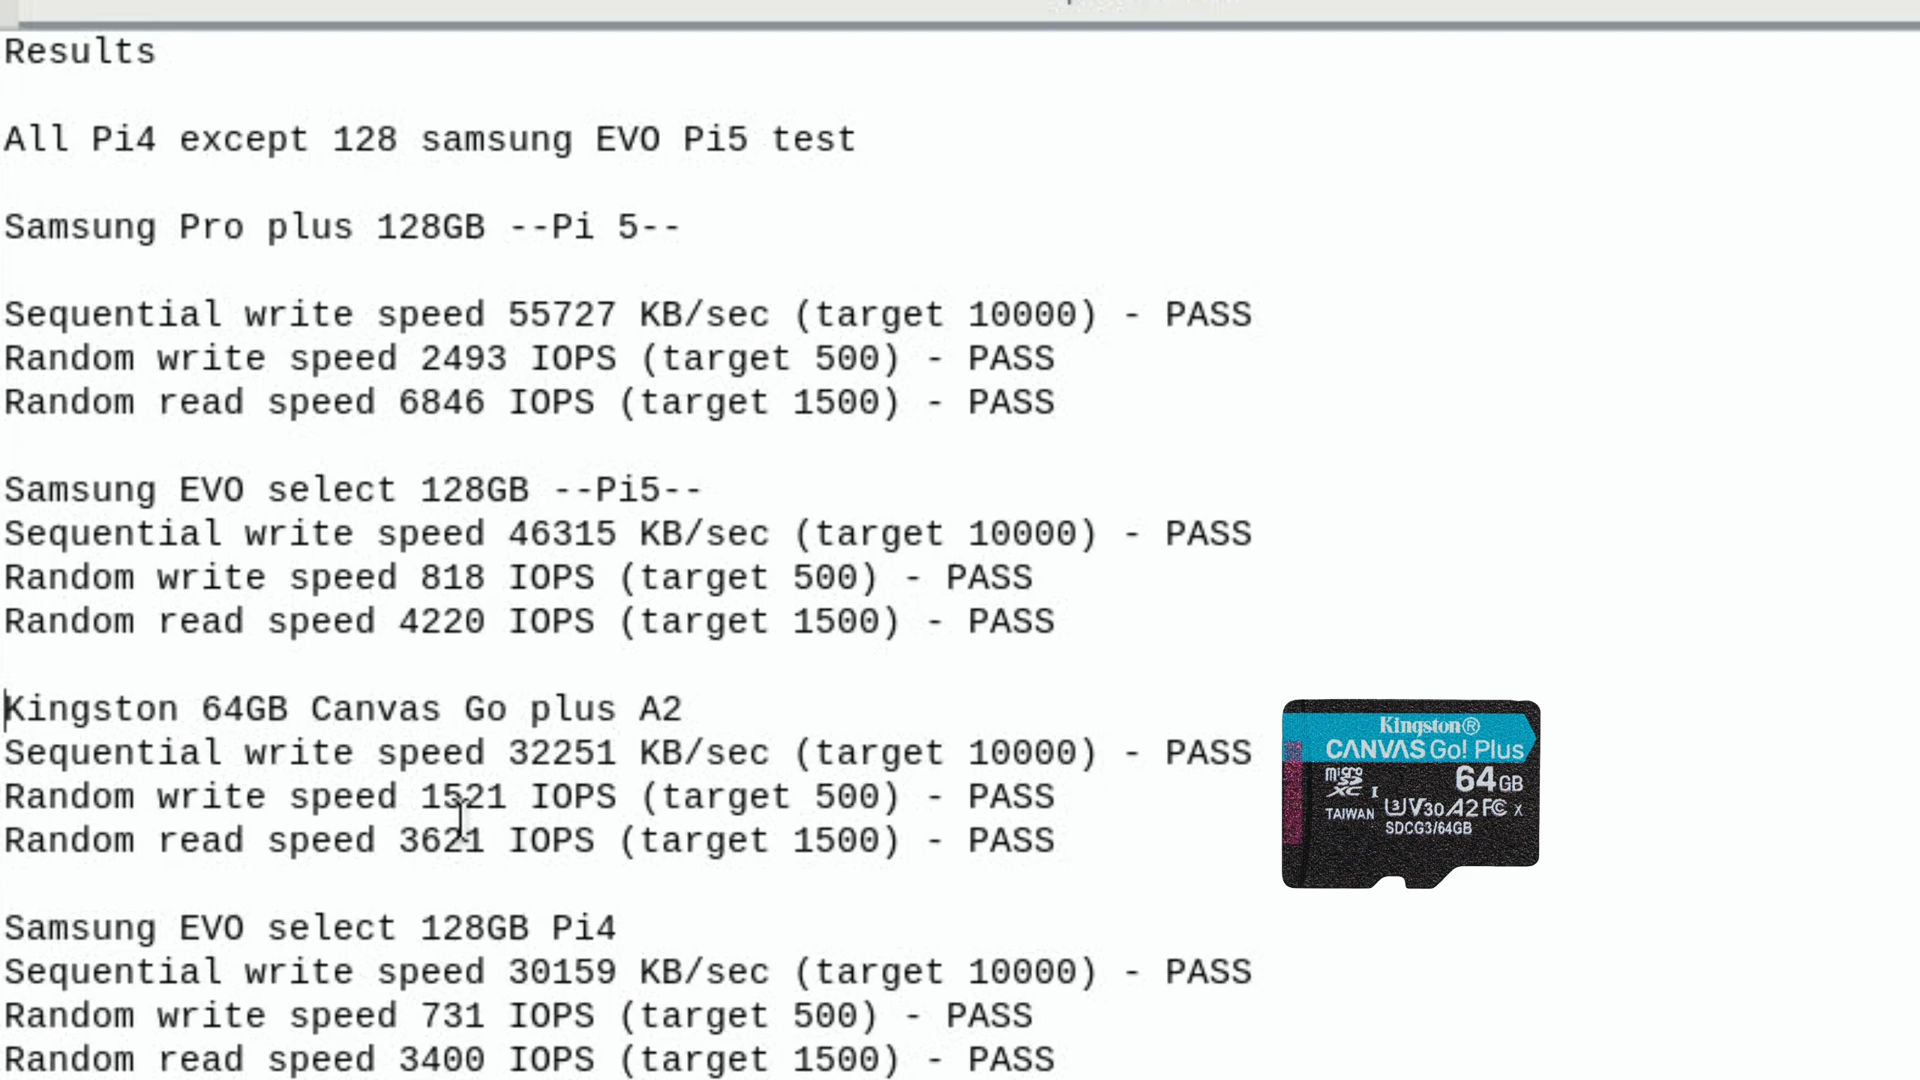 Results
All Pi4 except 128 samsung EVO Pi5 test
Samsung Pro plus 128GB --Pi 5--
Sequential write speed 55727 KB/sec (target 10000) - PASS
Random write speed 2493 IOPS (target 500) - PASS
Random read speed 6846 IOPS (target 1500) - PASS
Samsung EVO select 128GB --Pi5--
Sequential write speed 46315 KB/sec (target 10000) - PASS
Random write speed 818 IOPS (target 500) - PASS
Random read speed 4220 IOPS (target 1500) - PASS
Kingston 64GB Canvas Go plus A2
Sequential write speed 32251 KB/sec (target 10000) - PASS
Random write speed 1521 IOPS (target 500) - PASS
Random read speed 3621 IOPS (target 1500) - PASS
Kingston®
CANVAS Go! Plus
micro SD XC I
64GB
TAIWAN U3 V30 A2 FC X
SDCG3/64GB
Samsung EVO select 128GB Pi4
Sequential write speed 30159 KB/sec (target 10000) - PASS
Random write speed 731 IOPS (target 500) - PASS
Random read speed 3400 IOPS (target 1500) - PASS